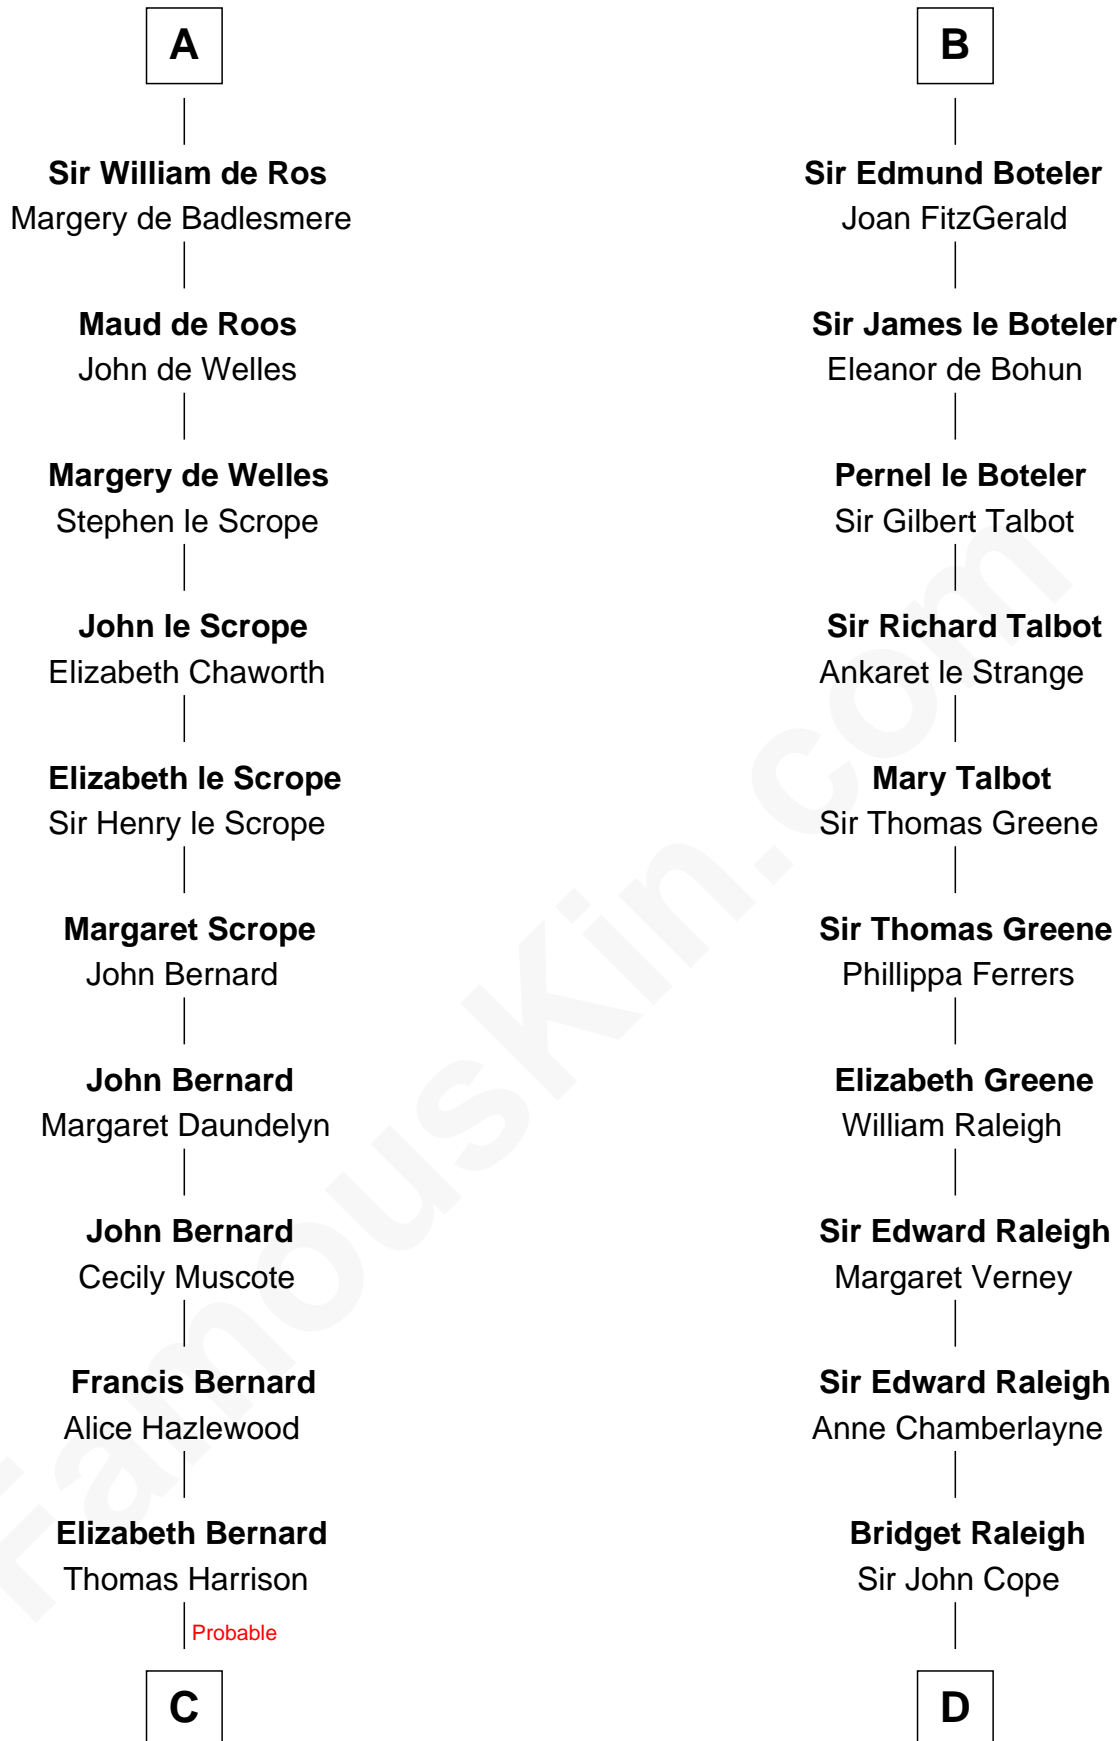 A
Sir William de Ros
Margery de Badlesmere
Maud de Roos
John de Welles
Margery de Welles
Stephen le Scrope
John le Scrope
Elizabeth Chaworth
Elizabeth le Scrope
Sir Henry le Scrope
Margaret Scrope
John Bernard
John Bernard
Margaret Daundelyn
John Bernard
Cecily Muscote
Francis Bernard
Alice Hazlewood
Elizabeth Bernard
Thomas Harrison
Probable
C
B
Sir Edmund Boteler
Joan FitzGerald
Sir James le Boteler
Eleanor de Bohun
Pernel le Boteler
Sir Gilbert Talbot
Sir Richard Talbot
Ankaret le Strange
Mary Talbot
Sir Thomas Greene
Sir Thomas Greene
Phillippa Ferrers
Elizabeth Greene
William Raleigh
Sir Edward Raleigh
Margaret Verney
Sir Edward Raleigh
Anne Chamberlayne
Bridget Raleigh
Sir John Cope
D
FamousKin.com